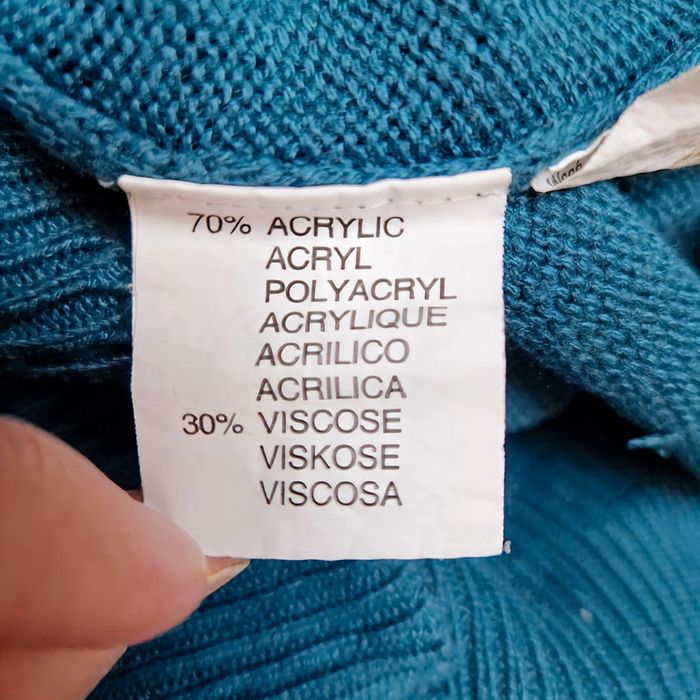 70% ACRYLIC
ACRYL
POLYACRYL
ACRYLIQUE
ACRILICO
ACRILICA
30% VISCOSE
VISKOSE
VISCOSA